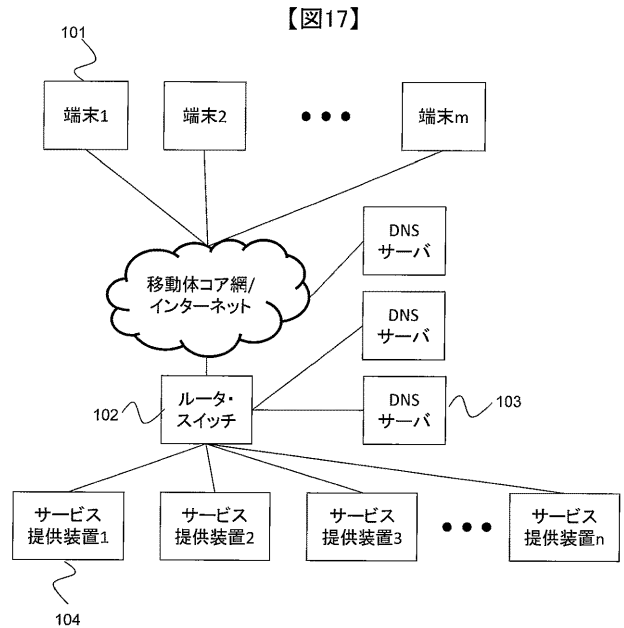 【図17】
101
端末1
端末2
端末m
DNS
サーバ
移動体コア網/
インターネット
DNS
サーバ
102
ルータ・
スイッチ
DNS
サーバ
103
サービス
提供装置1
サービス
提供装置2
サービス
提供装置3
サービス
提供装置n
104